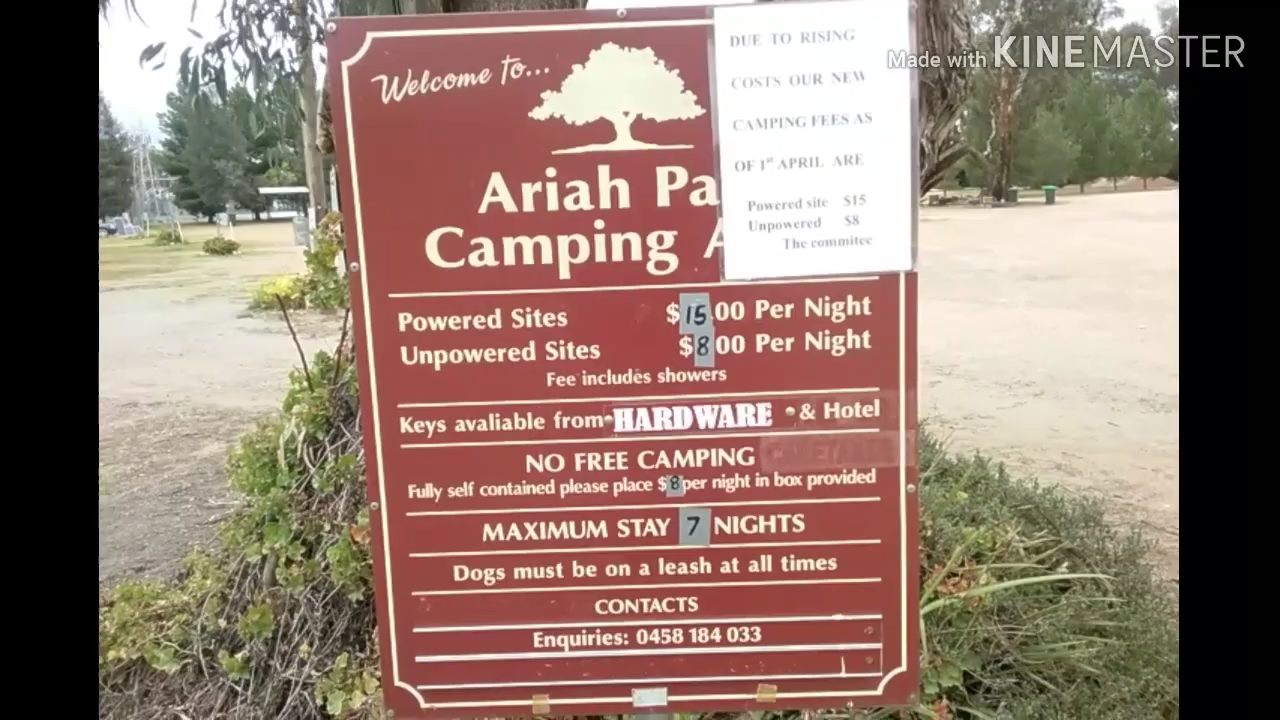 Welcome to...
Ariah Pa
Camping A
DUE TO RISING
COSTS OUR NEW
CAMPING FEES AS
OF 1st APRIL ARE
Powered site $15
Unpowered $8
The commitee
Made with KINEMASTER
Powered Sites $15.00 Per Night
Unpowered Sites $8.00 Per Night
Fee includes showers
Keys avaliable from • HARDWARE • & Hotel
NO FREE CAMPING
Fully self contained please place $8 per night in box provided
MAXIMUM STAY 7 NIGHTS
Dogs must be on a leash at all times
CONTACTS
Enquiries: 0458 184 033